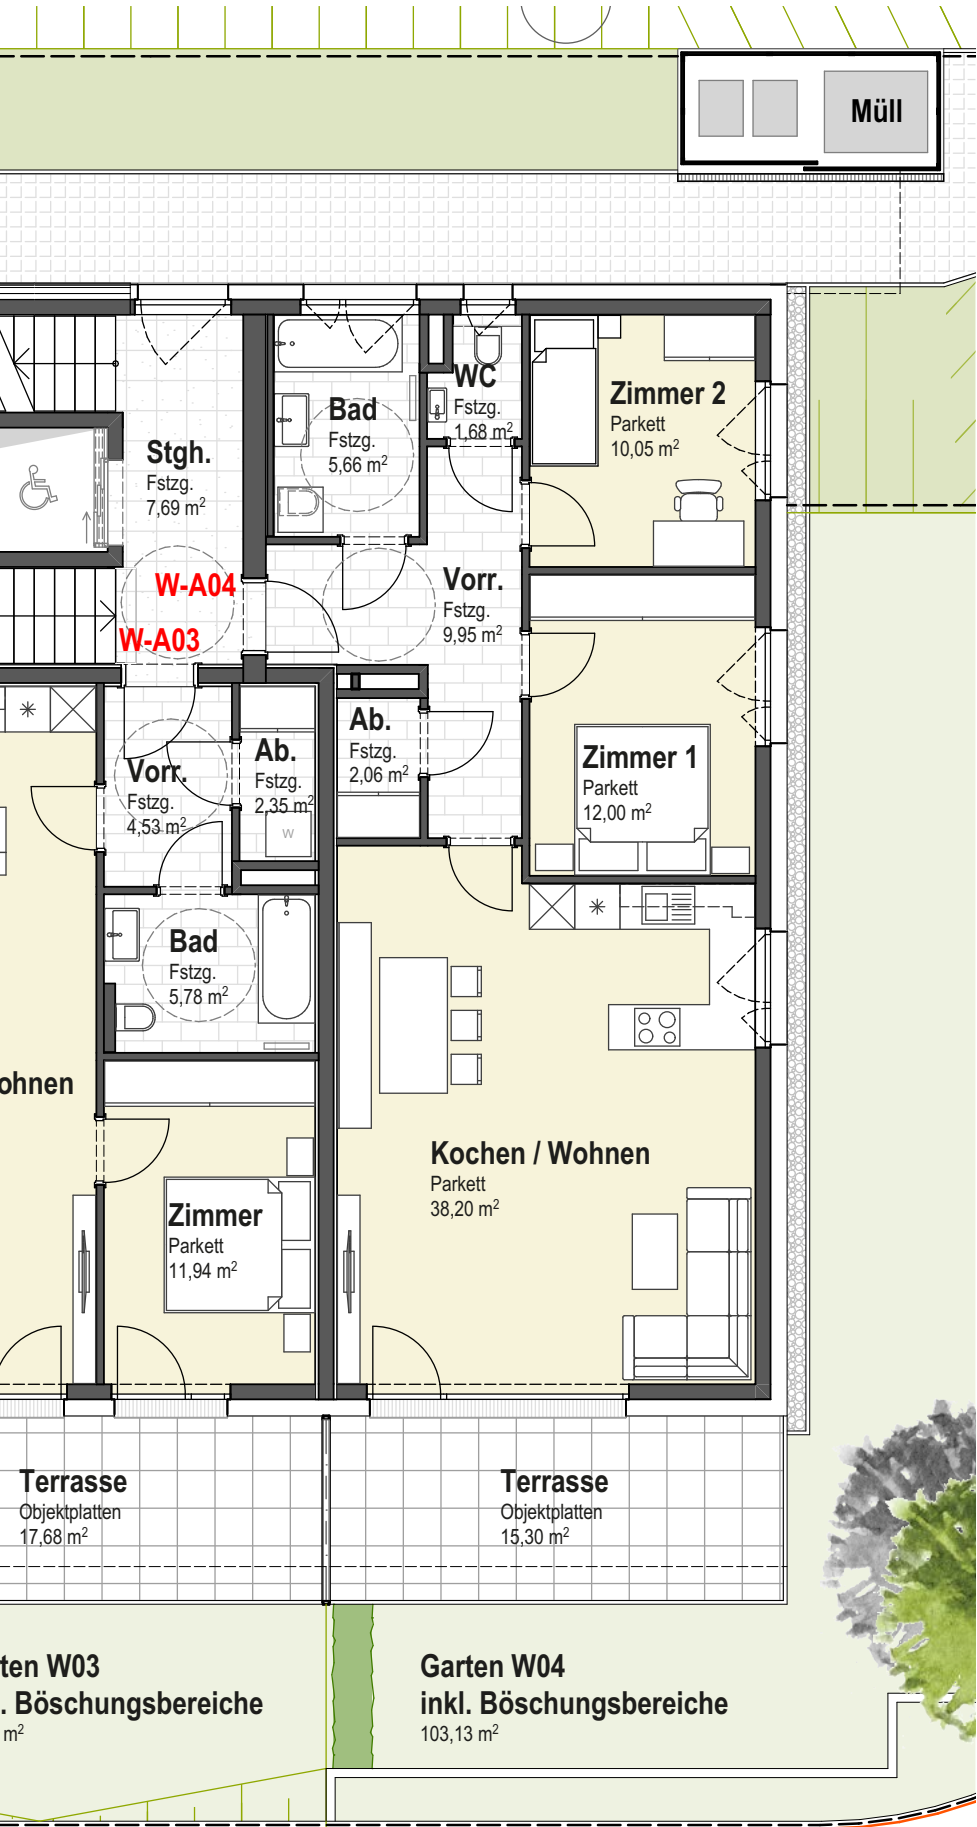 Müll
WC
Fstzg.
1,68 m²
Zimmer 2
Parkett
10,05 m²
Bad
Fstzg.
5,66 m²
Stgh.
Fstzg.
7,69 m²
W-A04
W-A03
Vorr.
Fstzg.
9,95 m²
Ab.
Fstzg.
2,06 m²
Ab.
Fstzg.
2,35 m²
W
Vorr.
Fstzg.
4,53 m²
Zimmer 1
Parkett
12,00 m²
Bad
Fstzg.
5,78 m²
ohnen
Kochen / Wohnen
Parkett
38,20 m²
Zimmer
Parkett
11,94 m²
Terrasse
Objektplatten
17,68 m²
Terrasse
Objektplatten
15,30 m²
ten W03
. Böschungsbereiche
m²
Garten W04
inkl. Böschungsbereiche
103,13 m²